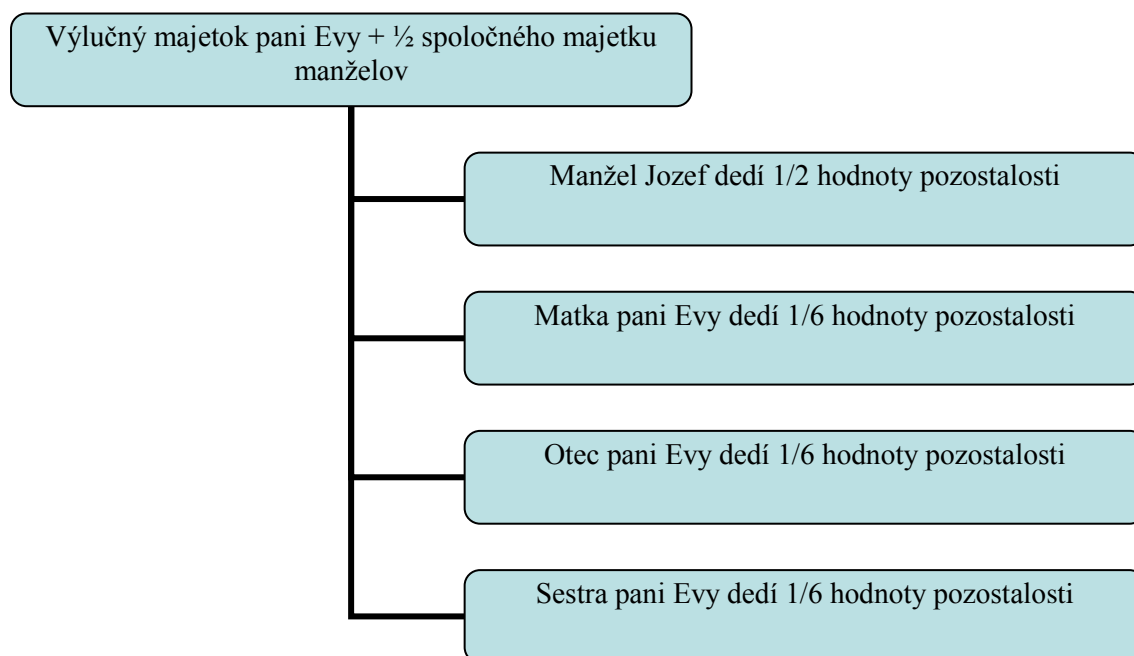 Výlučný majetok pani Evy + ½ spoločného majetku
manželov
Manžel Jozef dedí 1/2 hodnoty pozostalosti
Matka pani Evy dedí 1/6 hodnoty pozostalosti
Otec pani Evy dedí 1/6 hodnoty pozostalosti
Sestra pani Evy dedí 1/6 hodnoty pozostalosti